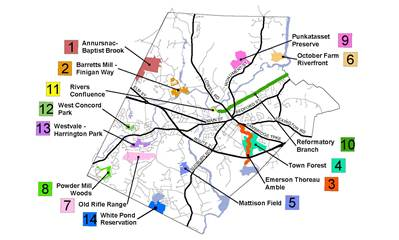 1
Annursnac-
Baptist Brook
2
Barretts Mill -
Finigan Way
11
Rivers
Confluence
12
West Concord
Park
13
Westvale -
Harrington Park
8
Powder Mill
Woods
7
Old Rifle Range
14
White Pond
Reservation
Punkatasset
Preserve
9
October Farm
Riverfront
6
Reformatory
Branch
10
Town Forest
4
Emerson Thoreau
Amble
3
Mattison Field
5